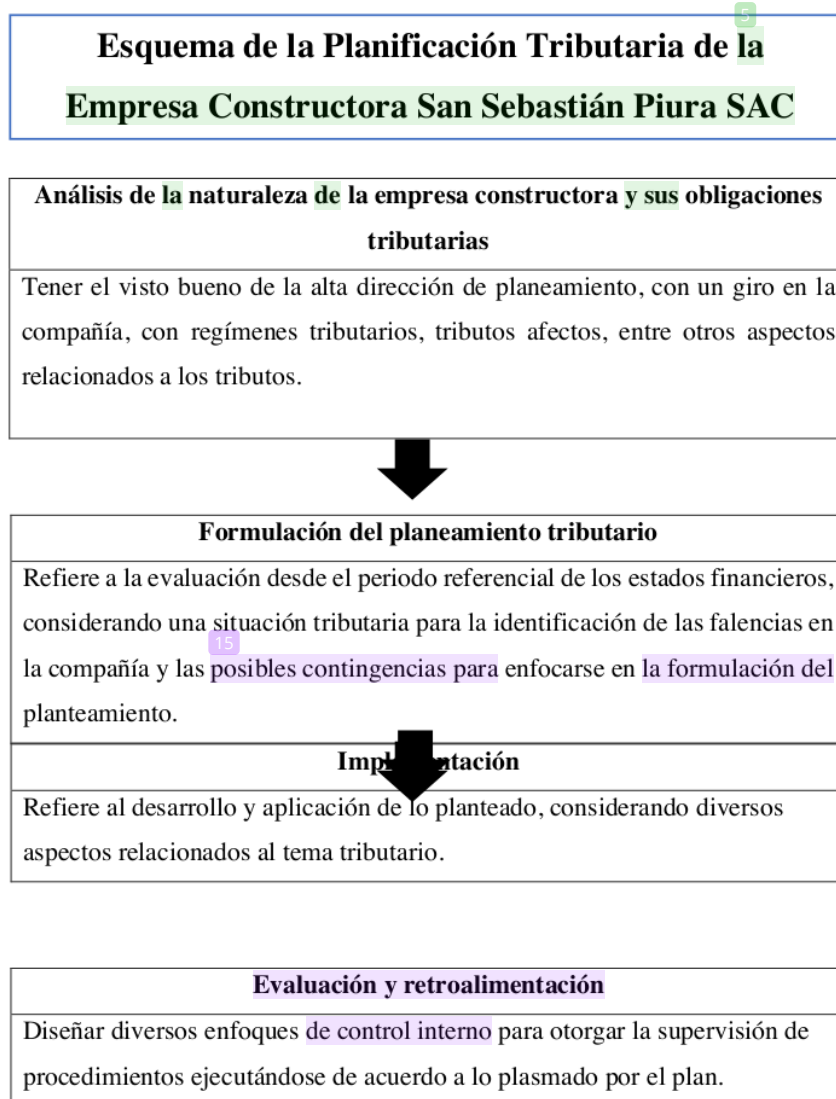 5
Esquema de la Planificación Tributaria de la
Empresa Constructora San Sebastián Piura SAC
Análisis de la naturaleza de la empresa constructora y sus obligaciones
tributarias
Tener el visto bueno de la alta dirección de planeamiento, con un giro en la
compañía, con regímenes tributarios, tributos afectos, entre otros aspectos
relacionados a los tributos.
Formulación del planeamiento tributario
Refiere a la evaluación desde el periodo referencial de los estados financieros,
considerando una situación tributaria para la identificación de las falencias en
15
la compañía y las posibles contingencias para enfocarse en la formulación del
planteamiento.
Implementación
Refiere al desarrollo y aplicación de lo planteado, considerando diversos
aspectos relacionados al tema tributario.
Evaluación y retroalimentación
Diseñar diversos enfoques de control interno para otorgar la supervisión de
procedimientos ejecutándose de acuerdo a lo plasmado por el plan.